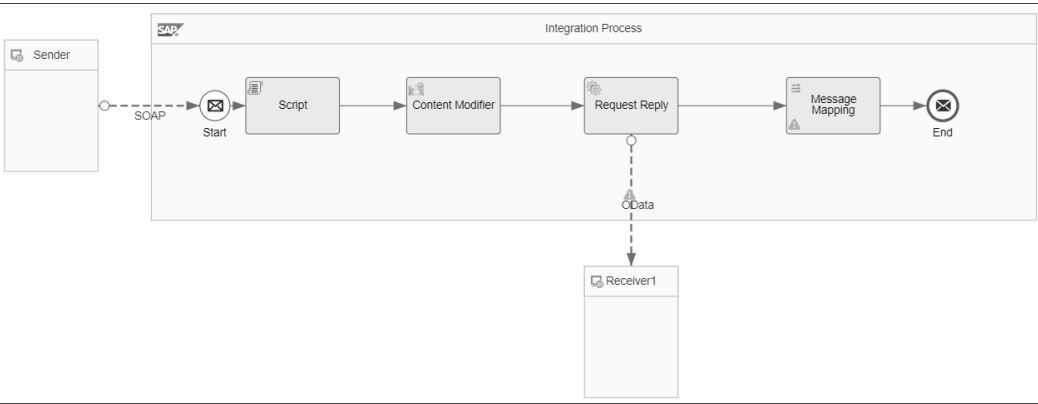 SAP
Integration Process
Sender
SOAP
Start
Script
Content Modifier
Request Reply
Message
Mapping
End
OData
Receiver1